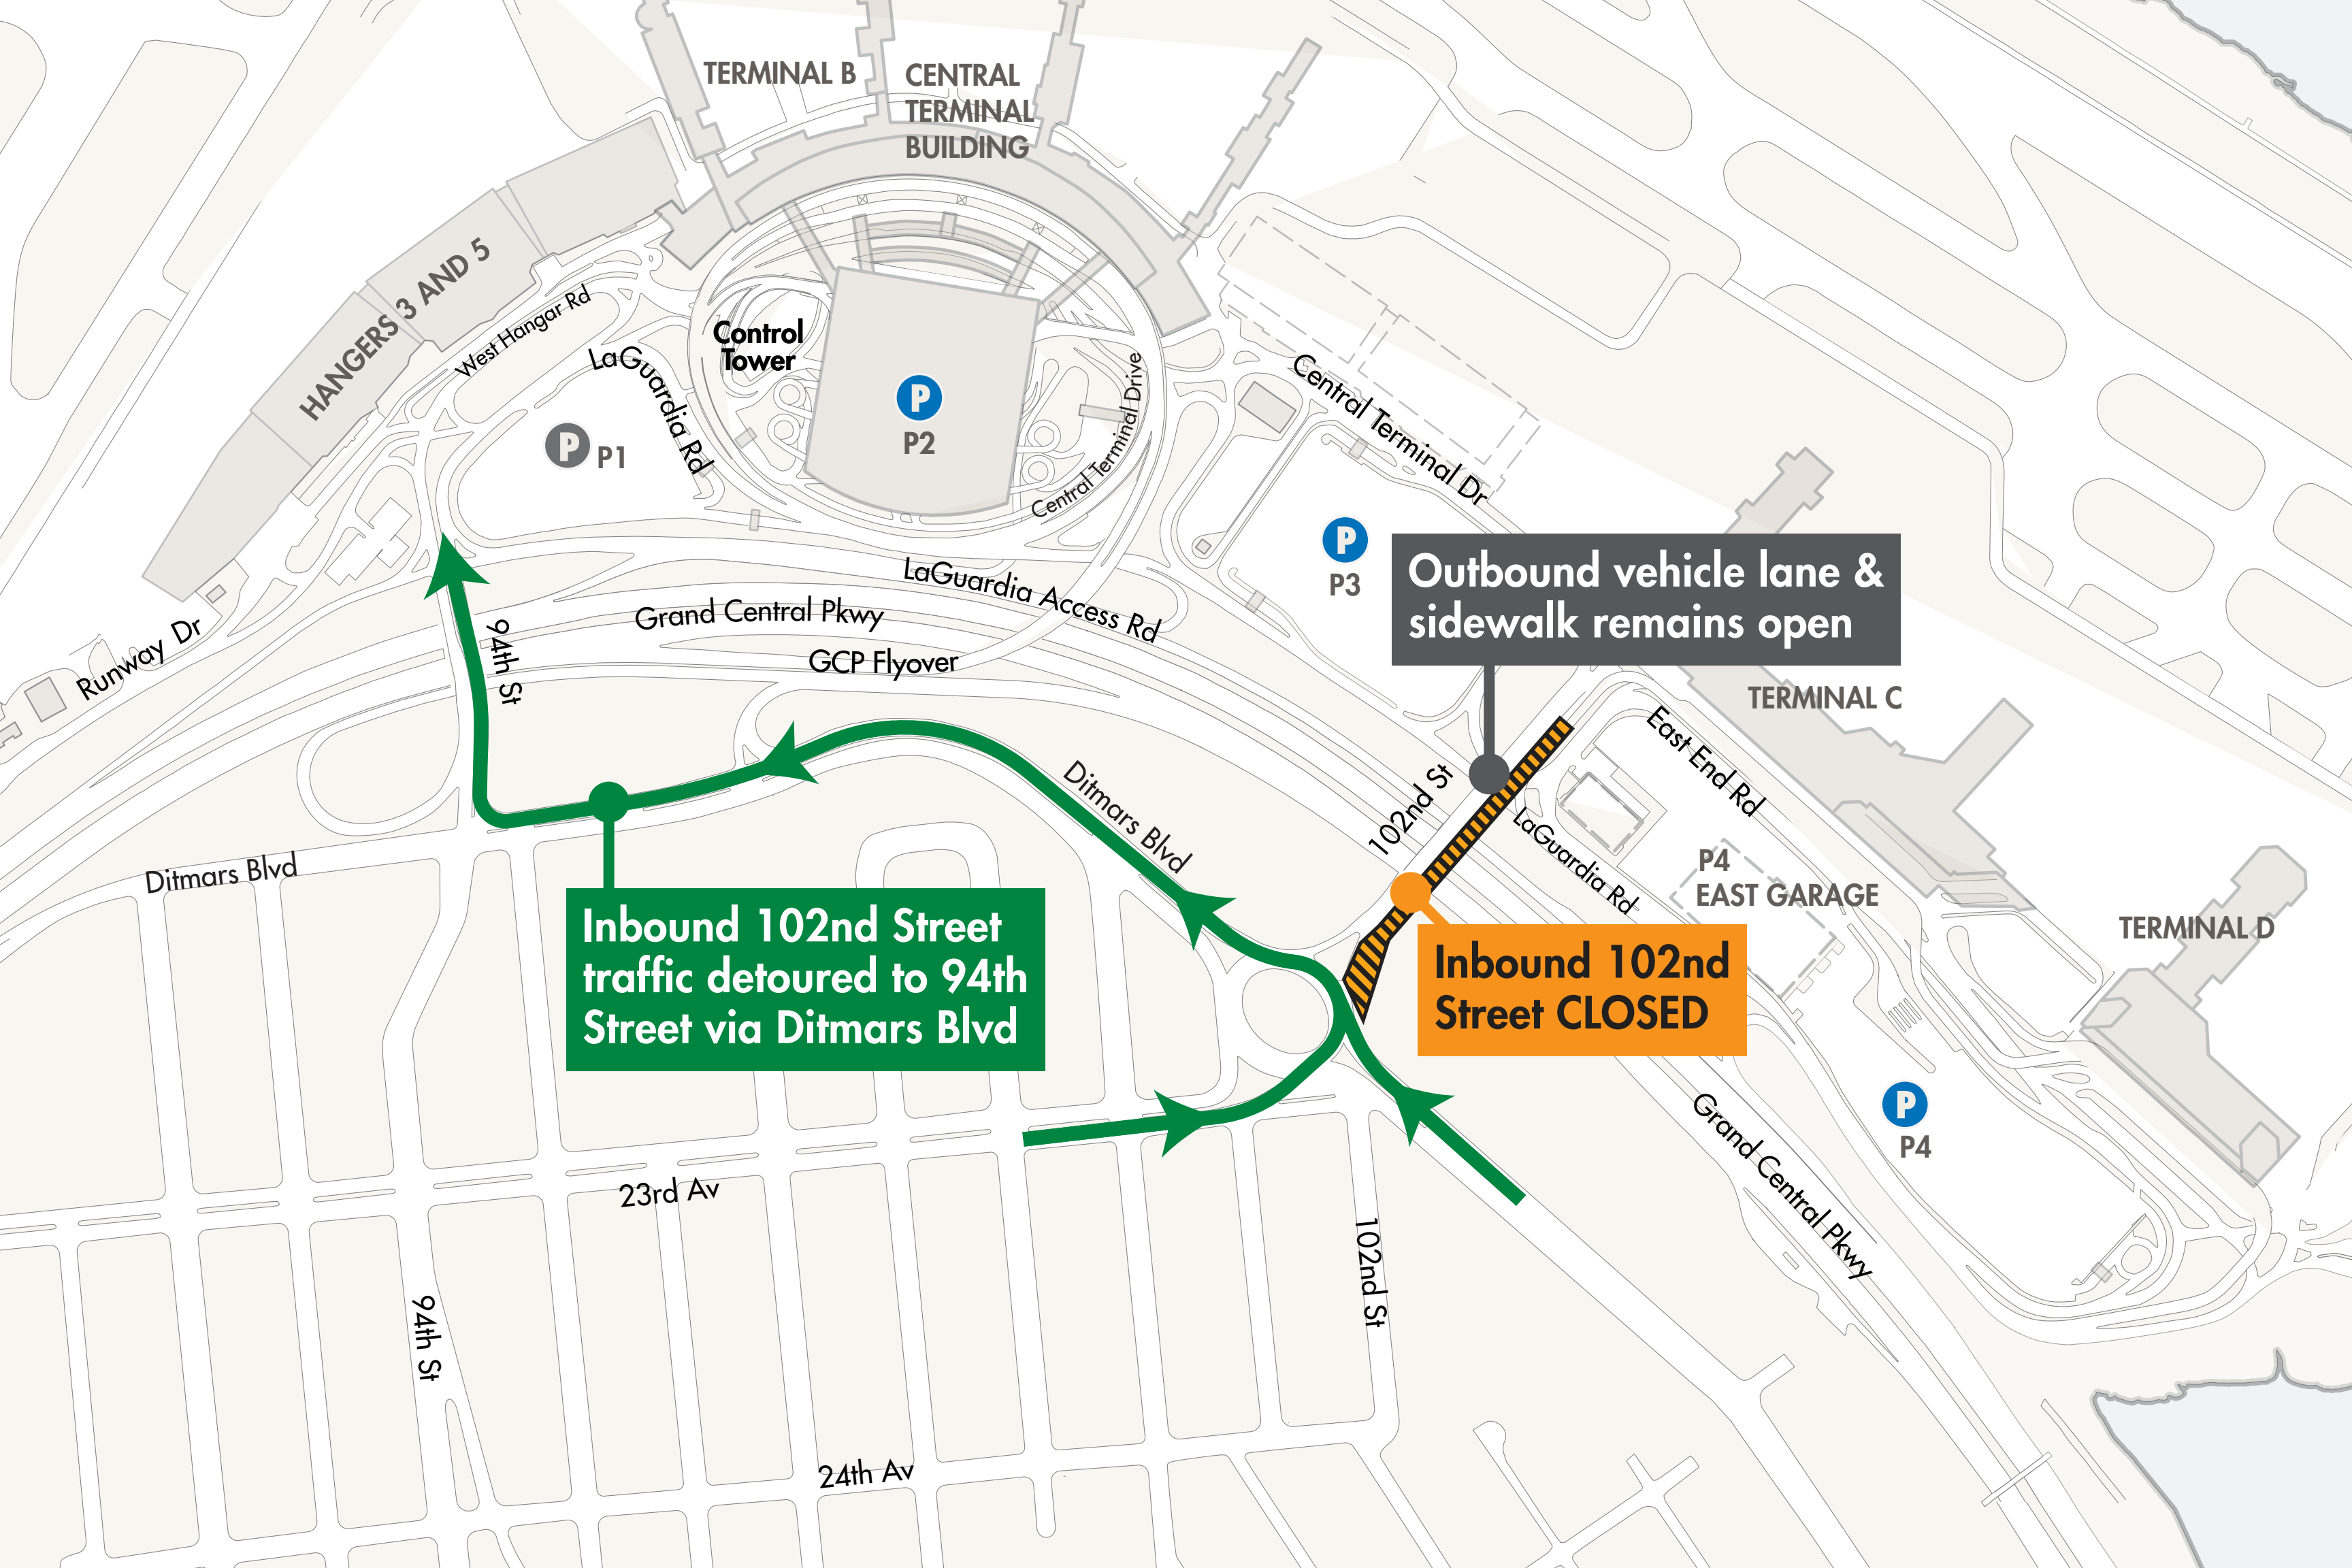 TERMINAL B
CENTRAL
TERMINAL
BUILDING
HANGERS 3 AND 5
West Hangar Rd
LaGuardia Rd
Control
Tower
P
P1
P
P2
Central Terminal Drive
Central Terminal Dr
P
P3
Outbound vehicle lane &
sidewalk remains open
LaGuardia Access Rd
Grand Central Pkwy
GCP Flyover
Runway Dr
94th St
TERMINAL C
East End Rd
102nd St
Ditmars Blvd
LaGuardia Rd
P4
EAST GARAGE
TERMINAL D
Ditmars Blvd
Inbound 102nd Street
traffic detoured to 94th
Street via Ditmars Blvd
Inbound 102nd
Street CLOSED
P
P4
Grand Central Pkwy
23rd Av
102nd St
94th St
24th Av